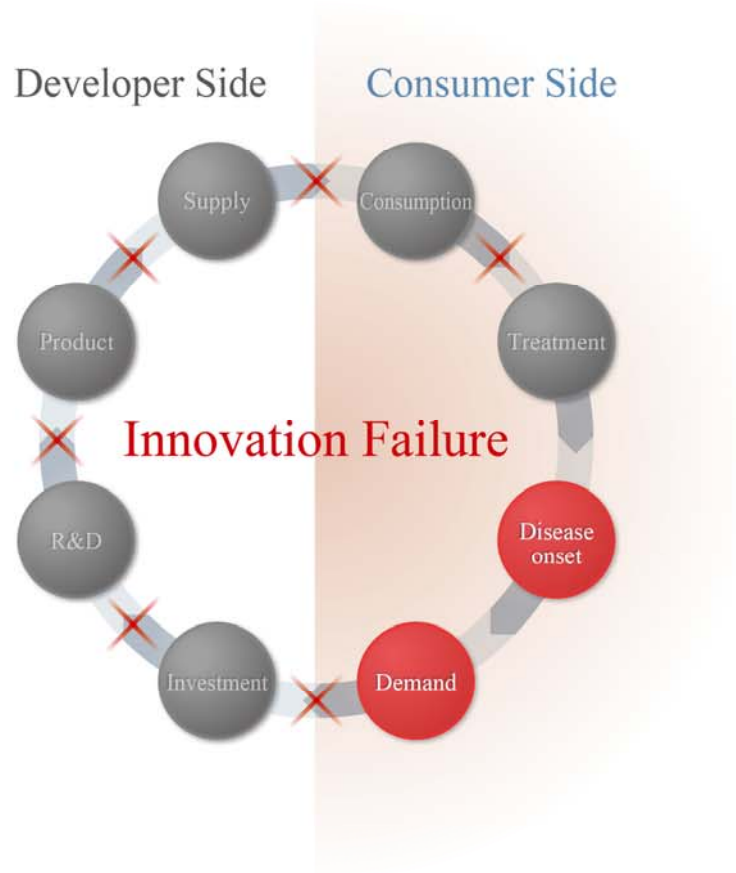 Developer Side
Consumer Side
Supply
Consumption
Product
Treatment
Innovation Failure
R&D
Disease
onset
Investment
Demand